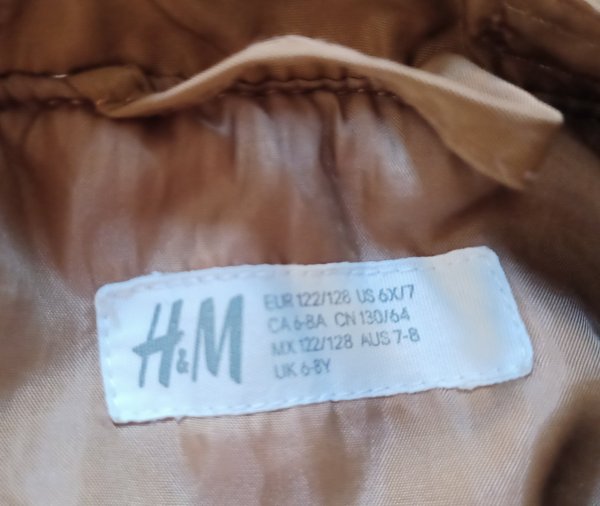 H&M
EUR 122/128 US 6X/7
CA 6-8A CN 130/64
MX 122/128 AUS 7-8
UK 6-8Y